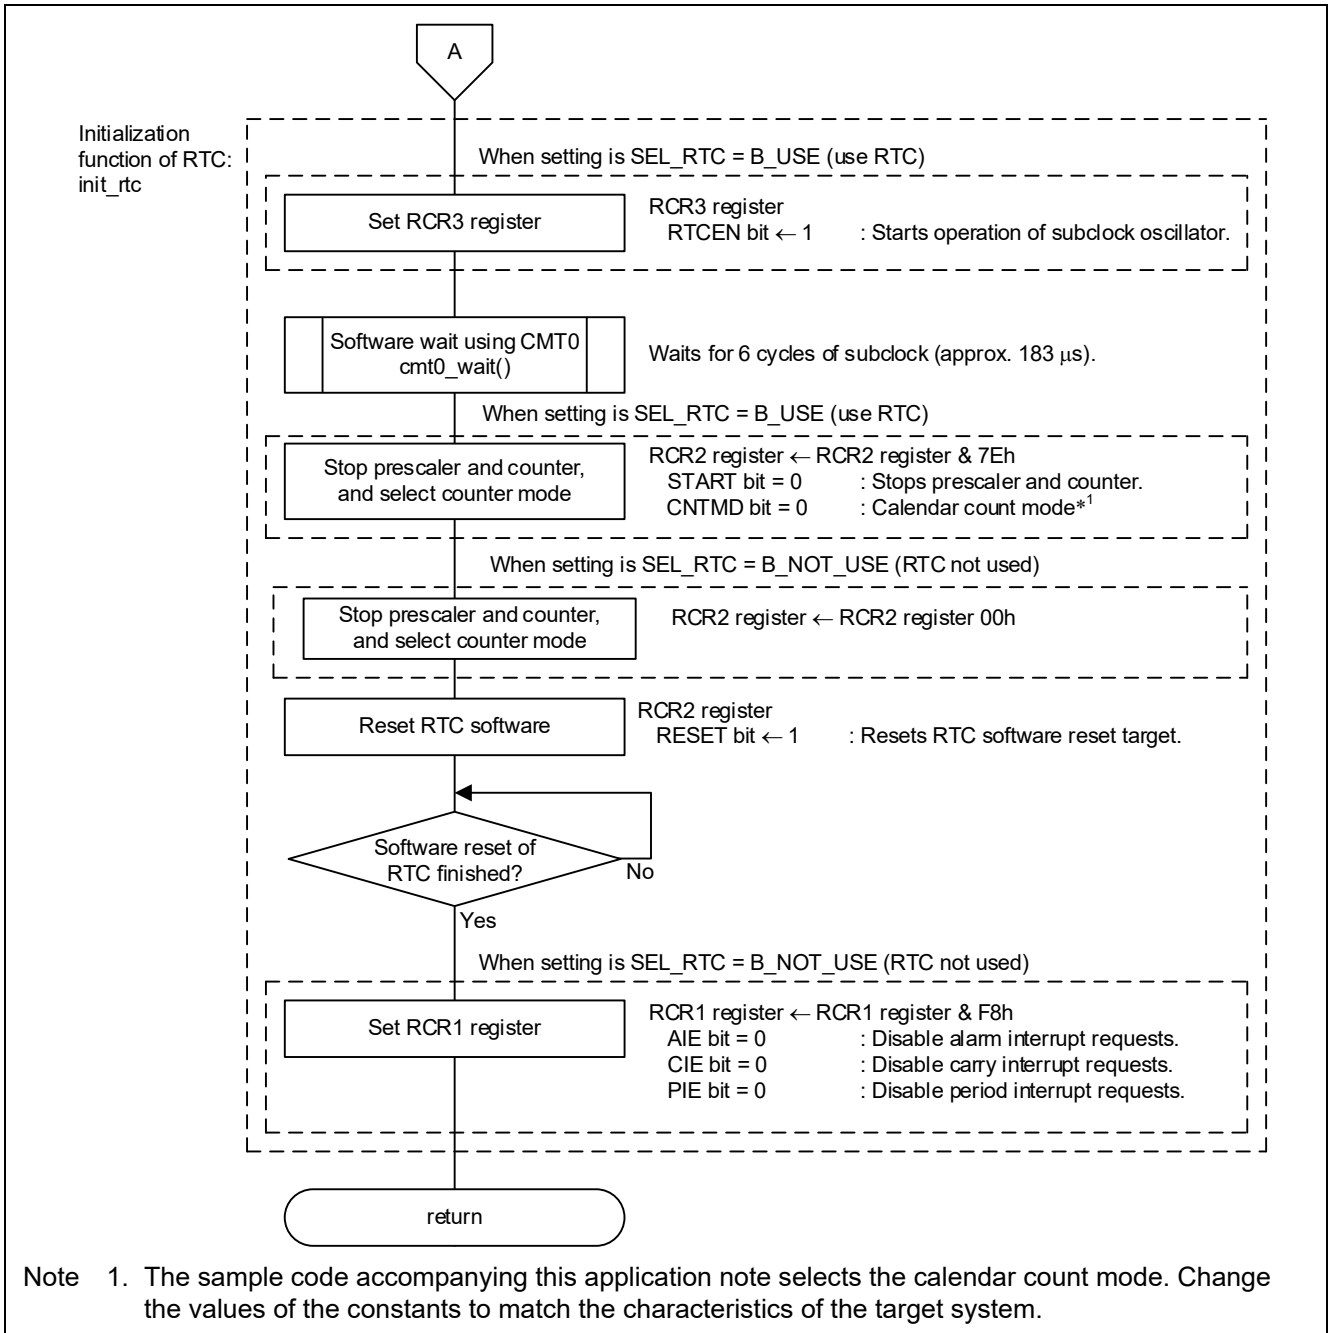 A
Initialization
function of RTC:
init_rtc
When setting is SEL_RTC = B_USE (use RTC)
Set RCR3 register
RCR3 register
RTCEN bit ← 1 : Starts operation of subclock oscillator.
Software wait using CMT0
cmt0_wait()
Waits for 6 cycles of subclock (approx. 183 μs).
When setting is SEL_RTC = B_USE (use RTC)
Stop prescaler and counter,
and select counter mode
RCR2 register ← RCR2 register & 7Eh
START bit = 0 : Stops prescaler and counter.
CNTMD bit = 0 : Calendar count mode*1
When setting is SEL_RTC = B_NOT_USE (RTC not used)
Stop prescaler and counter,
and select counter mode
RCR2 register ← RCR2 register 00h
Reset RTC software
RCR2 register
RESET bit ← 1 : Resets RTC software reset target.
Software reset of
RTC finished?
No
Yes
When setting is SEL_RTC = B_NOT_USE (RTC not used)
Set RCR1 register
RCR1 register ← RCR1 register & F8h
AIE bit = 0 : Disable alarm interrupt requests.
CIE bit = 0 : Disable carry interrupt requests.
PIE bit = 0 : Disable period interrupt requests.
return
Note 1. The sample code accompanying this application note selects the calendar count mode. Change
the values of the constants to match the characteristics of the target system.